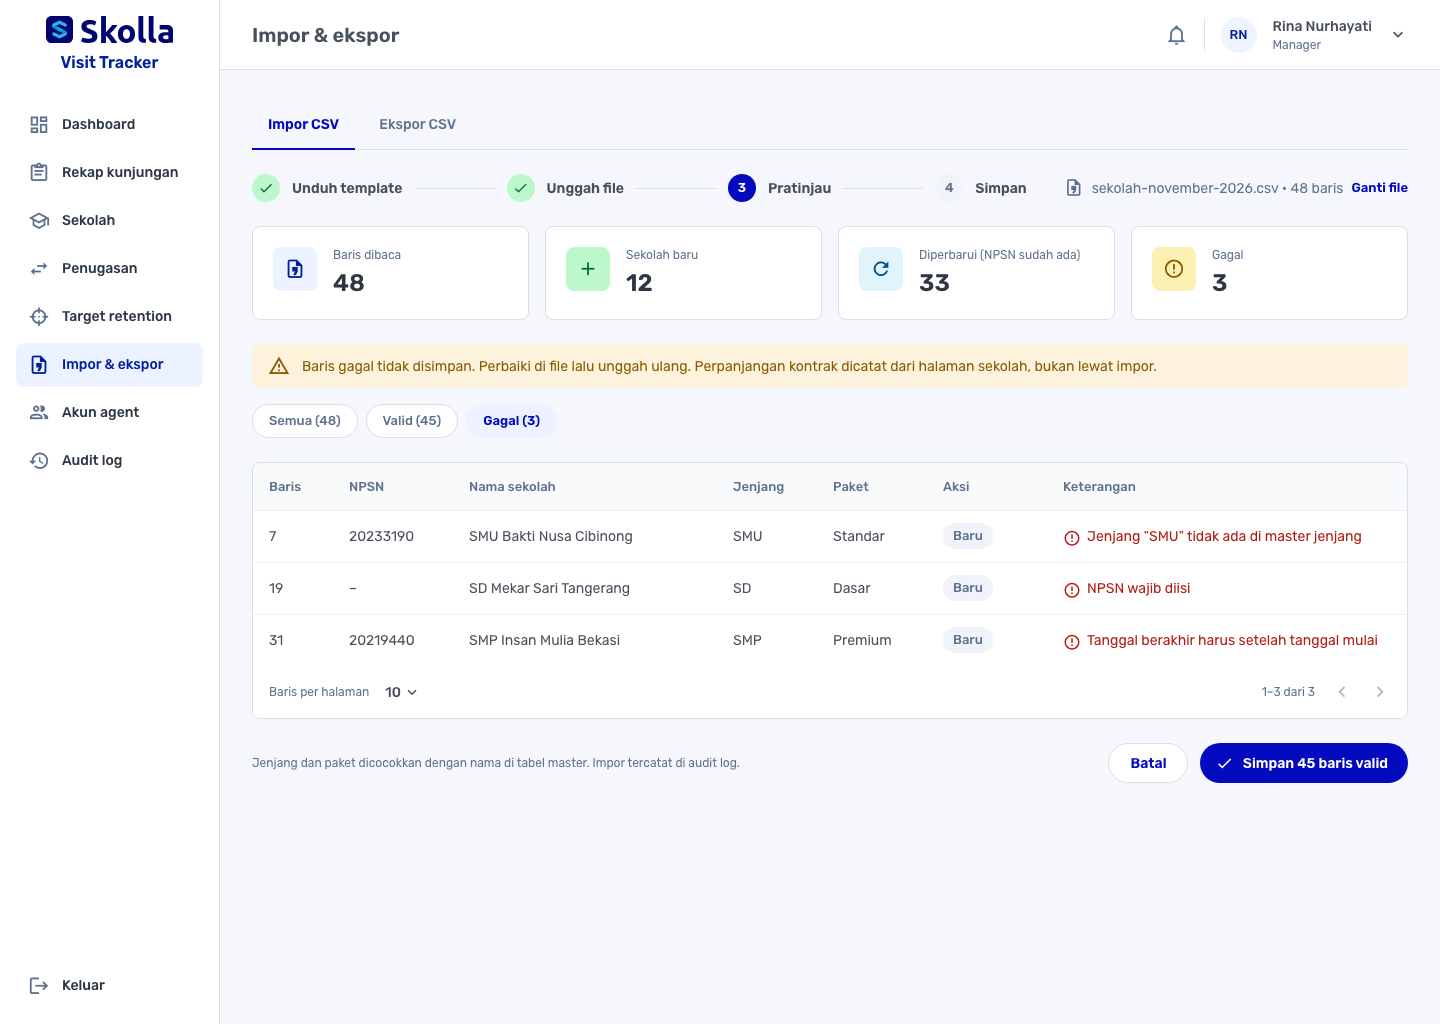 Skolla
Visit Tracker
Dashboard
Rekap kunjungan
Sekolah
Penugasan
Target retention
Impor & ekspor
Akun agent
Audit log
Keluar
Impor & ekspor
RN
Rina Nurhayati
Manager
Impor CSV
Ekspor CSV
Unduh template
Unggah file
3 Pratinjau
4 Simpan
sekolah-november-2026.csv • 48 baris Ganti file
Baris dibaca
48
Sekolah baru
12
Diperbarui (NPSN sudah ada)
33
Gagal
3
Baris gagal tidak disimpan. Perbaiki di file lalu unggah ulang. Perpanjangan kontrak dicatat dari halaman sekolah, bukan lewat impor.
Semua (48) Valid (45) Gagal (3)
Baris NPSN Nama sekolah Jenjang Paket Aksi Keterangan
7 20233190 SMU Bakti Nusa Cibinong SMU Standar Baru Jenjang "SMU" tidak ada di master jenjang
19 – SD Mekar Sari Tangerang SD Dasar Baru NPSN wajib diisi
31 20219440 SMP Insan Mulia Bekasi SMP Premium Baru Tanggal berakhir harus setelah tanggal mulai
Baris per halaman 10 1–3 dari 3
Jenjang dan paket dicocokkan dengan nama di tabel master. Impor tercatat di audit log.
Batal Simpan 45 baris valid